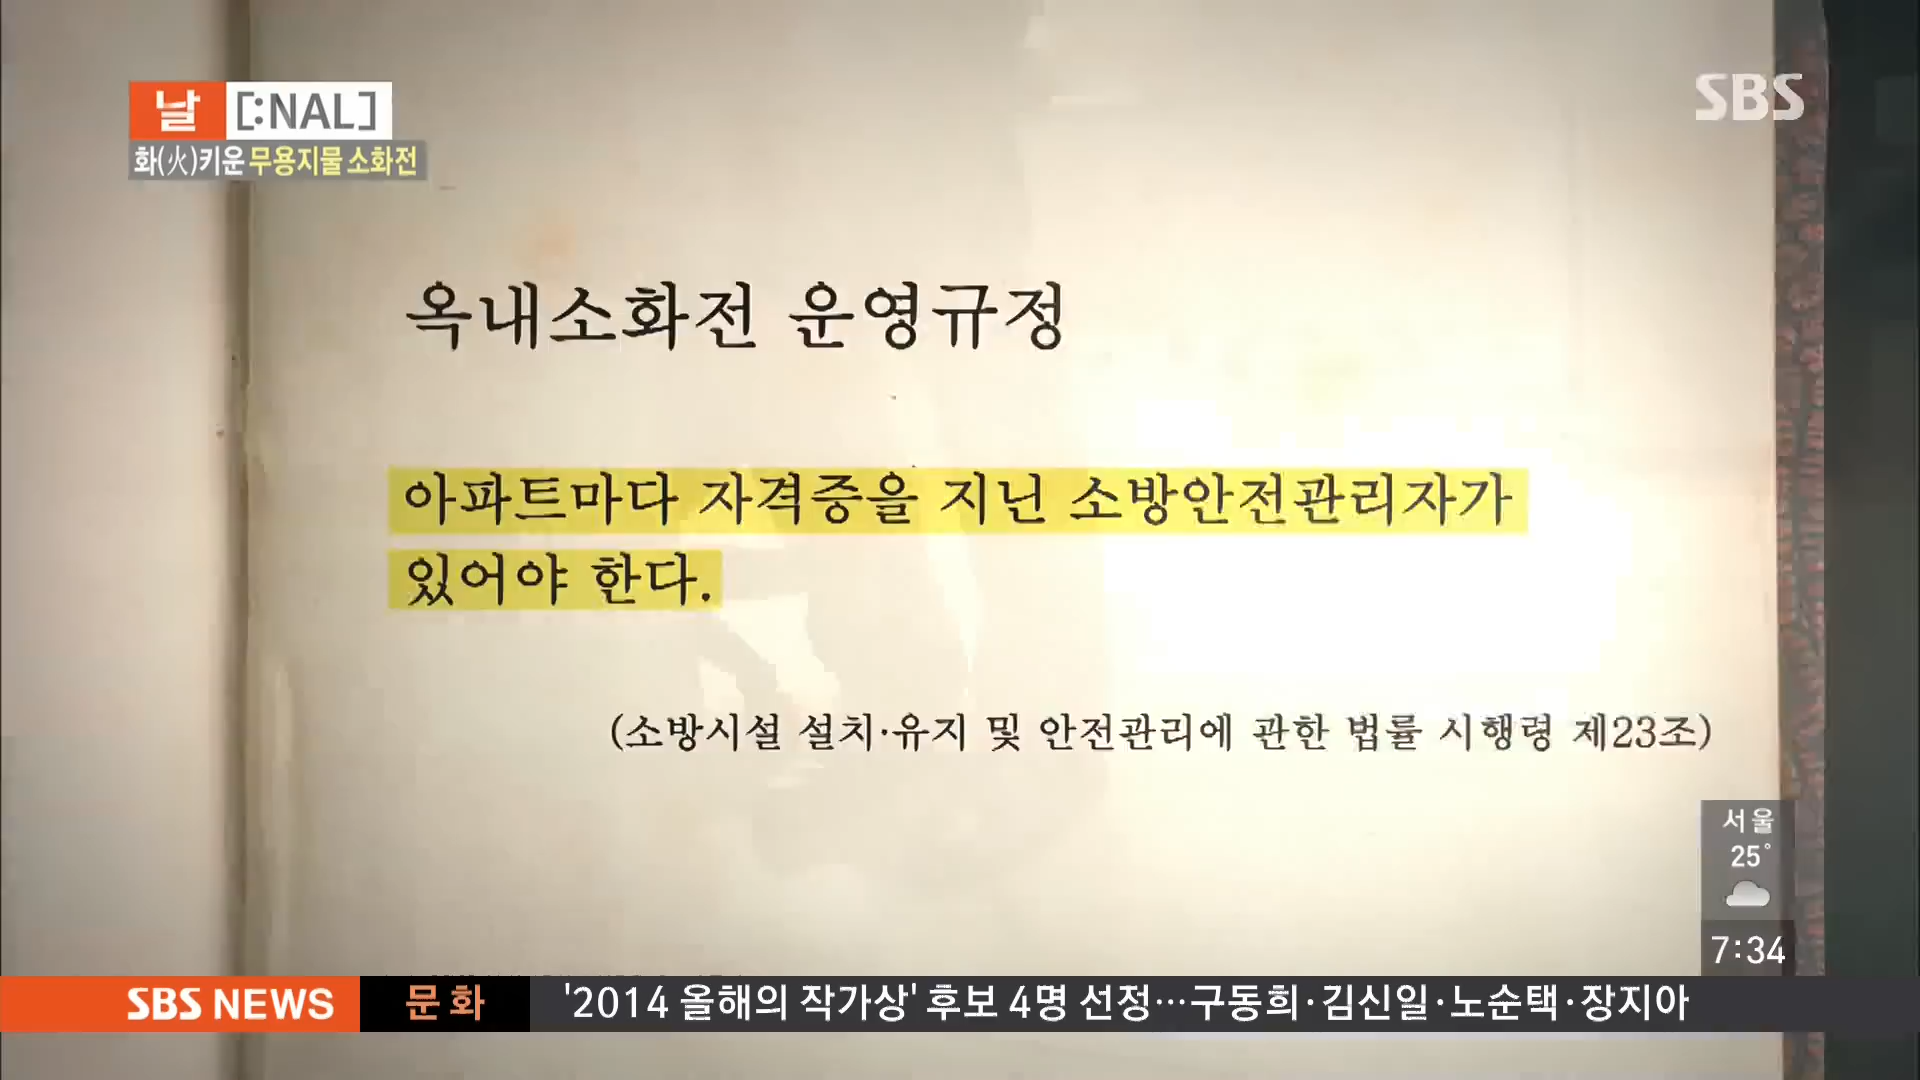 날 [:NAL]
SBS
화(火)키운 무용지물 소화전
옥내소화전 운영규정
아파트마다 자격증을 지닌 소방안전관리자가
있어야 한다.
(소방시설 설치·유지 및 안전관리에 관한 법률 시행령 제23조)
서울
25°
7:34
SBS NEWS 문화 '2014 올해의 작가상' 후보 4명 선정…구동희·김신일·노순택·장지아